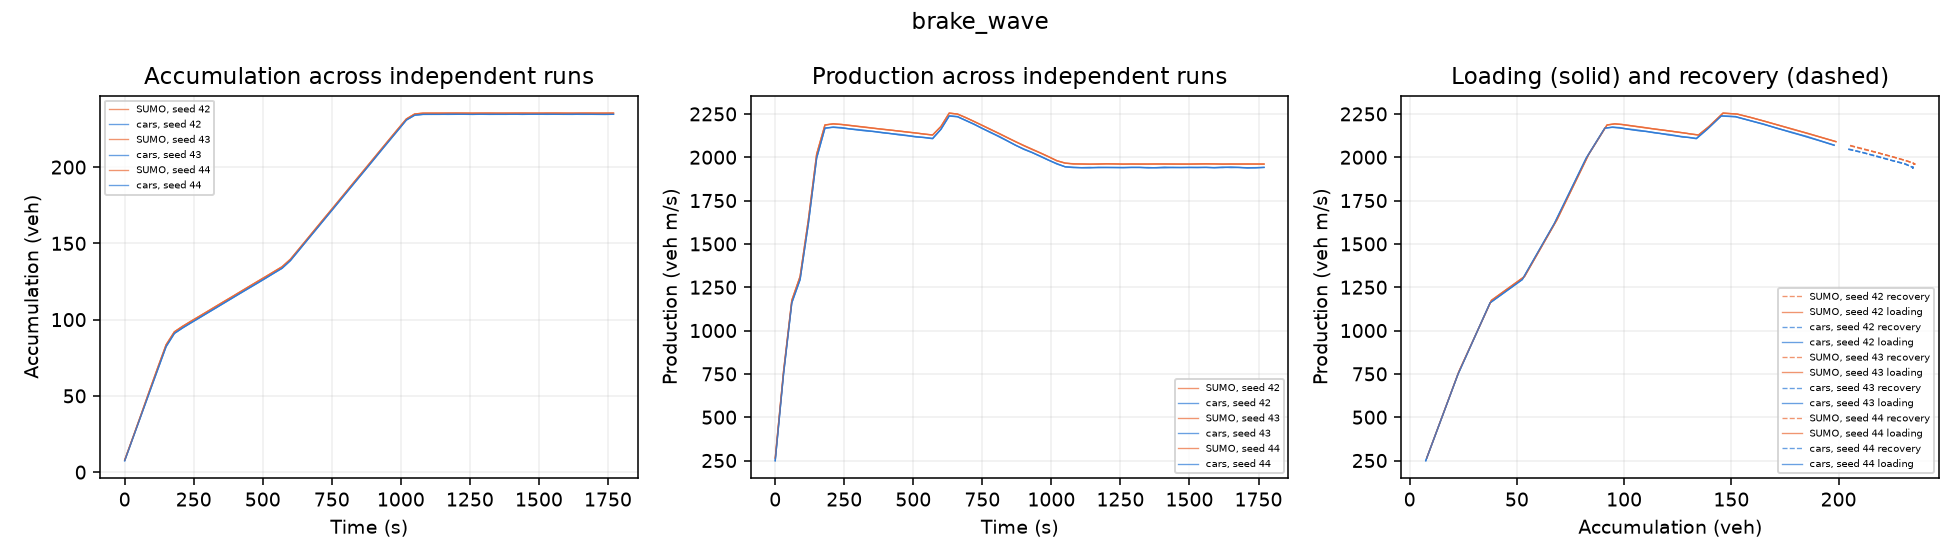 brake_wave
Accumulation across independent runs
Accumulation (veh)
200
150
100
50
0
SUMO, seed 42
cars, seed 42
SUMO, seed 43
cars, seed 43
SUMO, seed 44
cars, seed 44
0 250 500 750 1000 1250 1500 1750
Time (s)
Production across independent runs
Production (veh m/s)
2250
2000
1750
1500
1250
1000
750
500
250
SUMO, seed 42
cars, seed 42
SUMO, seed 43
cars, seed 43
SUMO, seed 44
cars, seed 44
0 250 500 750 1000 1250 1500 1750
Time (s)
Loading (solid) and recovery (dashed)
Production (veh m/s)
2250
2000
1750
1500
1250
1000
750
500
250
SUMO, seed 42 recovery
SUMO, seed 42 loading
cars, seed 42 recovery
cars, seed 42 loading
SUMO, seed 43 recovery
SUMO, seed 43 loading
cars, seed 43 recovery
cars, seed 43 loading
SUMO, seed 44 recovery
SUMO, seed 44 loading
cars, seed 44 recovery
cars, seed 44 loading
0 50 100 150 200
Accumulation (veh)